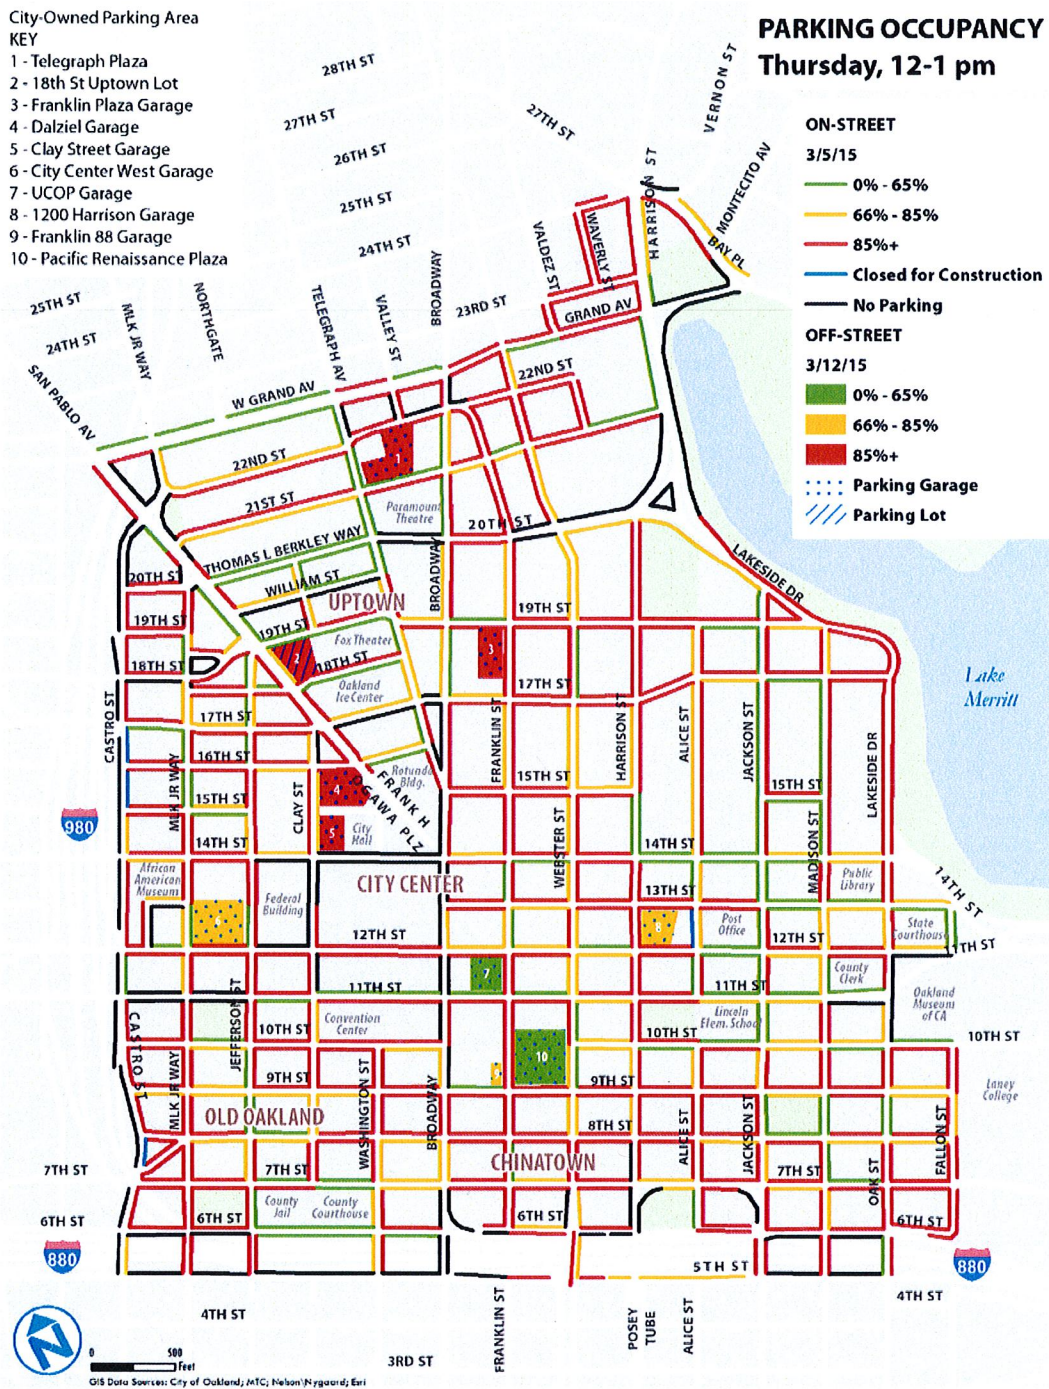 City-Owned Parking Area
KEY
1 - Telegraph Plaza
2 - 18th St Uptown Lot
3 - Franklin Plaza Garage
4 - Dalziel Garage
5 - Clay Street Garage
6 - City Center West Garage
7 - UCOP Garage
8 - 1200 Harrison Garage
9 - Franklin 88 Garage
10 - Pacific Renaissance Plaza
PARKING OCCUPANCY
Thursday, 12-1 pm
ON-STREET
3/5/15
0% - 65%
66% - 85%
85%+
Closed for Construction
No Parking
OFF-STREET
3/12/15
0% - 65%
66% - 85%
85%+
Parking Garage
Parking Lot
28TH ST
27TH ST
27TH ST
26TH ST
25TH ST
24TH ST
VERNON ST
MONTECITO AV
HARRISON ST
BAY PL
WAVERLY ST
VALDEZ ST
23RD ST
GRAND AV
BROADWAY
VALLEY ST
TELEGRAPH AV
NORTHGATE
MLK JR WAY
25TH ST
24TH ST
SAN PABLO AV
W GRAND AV
22ND ST
22ND ST
21ST ST
1
Paramount
Theatre
20TH ST
THOMAS L BERKLEY WAY
WILLIAM ST
UPTOWN
BROADWAY
LAKESIDE DR
20TH ST
19TH ST
19TH ST
19TH ST
Fox Theater
2
18TH ST
18TH ST
3
Oakland
Ice Center
17TH ST
17TH ST
Lake
Merritt
CASTRO ST
FRANKLIN ST
HARRISON ST
ALICE ST
JACKSON ST
LAKESIDE DR
16TH ST
MLK JR WAY
CLAY ST
15TH ST
15TH ST
15TH ST
4
FRANK H
OGAWA PLZ
Rotunda
Bldg.
980
5
City
Hall
14TH ST
14TH ST
WEBSTER ST
MADISON ST
African
American
Museum
Federal
Building
CITY CENTER
13TH ST
Public
Library
14TH ST
6
12TH ST
8
Post
Office
12TH ST
State
Courthouse
11TH ST
7
County
Clerk
11TH ST
11TH ST
JEFFERSON ST
Oakland
Museum
of CA
CASTRO ST
10TH ST
Convention
Center
10TH ST
Lincoln
Elem. School
10TH ST
10
9
9TH ST
9TH ST
MLK JR WAY
WASHINGTON ST
BROADWAY
Laney
College
OLD OAKLAND
8TH ST
ALICE ST
JACKSON ST
FALLON ST
OAK ST
7TH ST
7TH ST
CHINATOWN
7TH ST
County
Jail
County
Courthouse
6TH ST
6TH ST
6TH ST
6TH ST
880
5TH ST
880
4TH ST
4TH ST
FRANKLIN ST
POSEY
TUBE
ALICE ST
3RD ST
N
0 500
Feet
GIS Data Sources: City of Oakland; MTC; Nelson\Nygaard; Esri